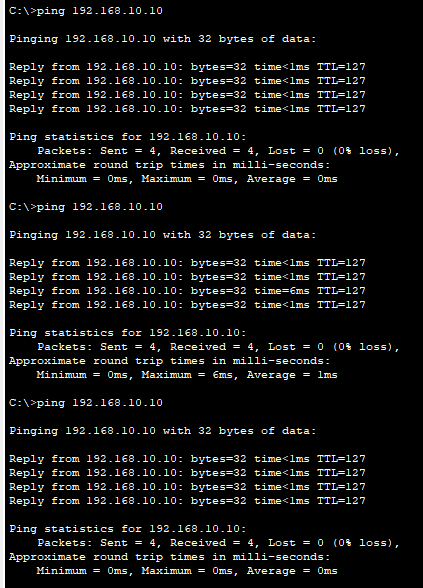 C:\>ping 192.168.10.10
Pinging 192.168.10.10 with 32 bytes of data:
Reply from 192.168.10.10: bytes=32 time<1ms TTL=127
Reply from 192.168.10.10: bytes=32 time<1ms TTL=127
Reply from 192.168.10.10: bytes=32 time<1ms TTL=127
Reply from 192.168.10.10: bytes=32 time<1ms TTL=127
Ping statistics for 192.168.10.10:
Packets: Sent = 4, Received = 4, Lost = 0 (0% loss),
Approximate round trip times in milli-seconds:
Minimum = 0ms, Maximum = 0ms, Average = 0ms
C:\>ping 192.168.10.10
Pinging 192.168.10.10 with 32 bytes of data:
Reply from 192.168.10.10: bytes=32 time<1ms TTL=127
Reply from 192.168.10.10: bytes=32 time<1ms TTL=127
Reply from 192.168.10.10: bytes=32 time=6ms TTL=127
Reply from 192.168.10.10: bytes=32 time<1ms TTL=127
Ping statistics for 192.168.10.10:
Packets: Sent = 4, Received = 4, Lost = 0 (0% loss),
Approximate round trip times in milli-seconds:
Minimum = 0ms, Maximum = 6ms, Average = 1ms
C:\>ping 192.168.10.10
Pinging 192.168.10.10 with 32 bytes of data:
Reply from 192.168.10.10: bytes=32 time<1ms TTL=127
Reply from 192.168.10.10: bytes=32 time<1ms TTL=127
Reply from 192.168.10.10: bytes=32 time<1ms TTL=127
Reply from 192.168.10.10: bytes=32 time<1ms TTL=127
Ping statistics for 192.168.10.10:
Packets: Sent = 4, Received = 4, Lost = 0 (0% loss),
Approximate round trip times in milli-seconds:
Minimum = 0ms, Maximum = 0ms, Average = 0ms